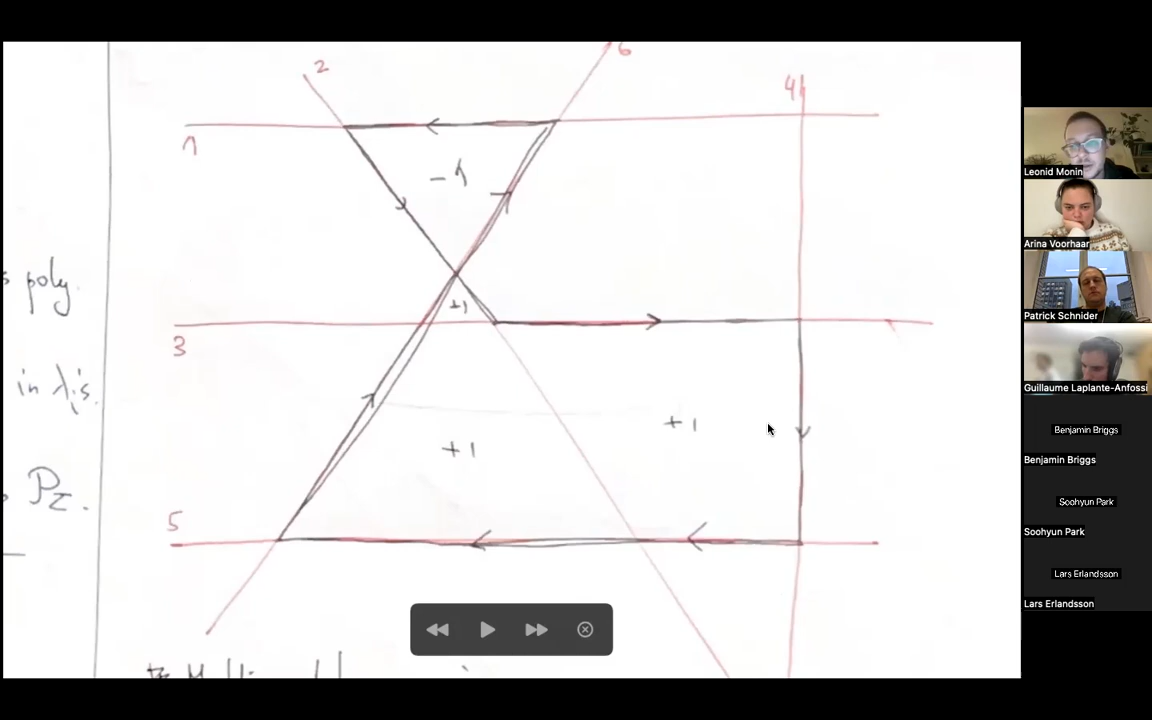 2
6
4
1
-1
s poly.
+1
3
in λi's.
+1
+1
P_Σ.
5
Leonid Monin
Arina Voorhaar
Patrick Schnider
Guillaume Laplante-Anfossi
Benjamin Briggs
Benjamin Briggs
Soohyun Park
Soohyun Park
Lars Erlandsson
Lars Erlandsson